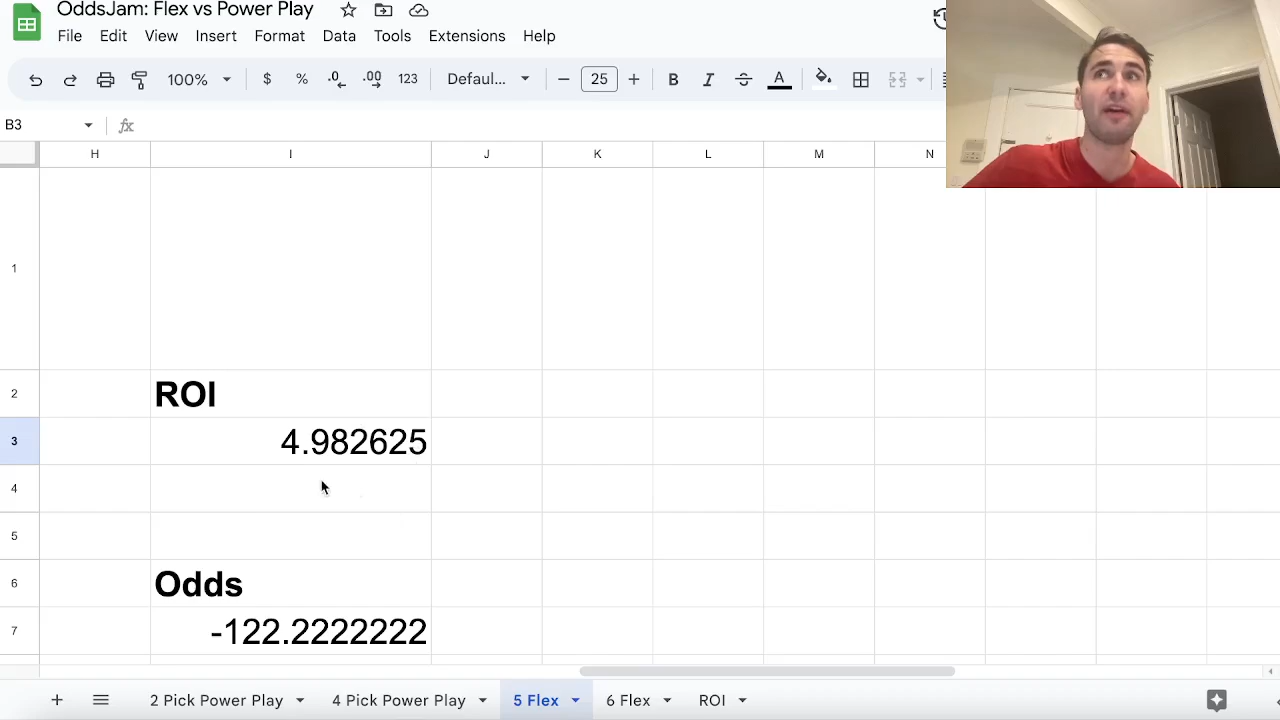 OddsJam: Flex vs Power Play
File Edit View Insert Format Data Tools Extensions Help
100% $ % .0 .00 123 Defaul... 25 B I S A
B3 fx
H I J K L M N
1
2 ROI
3 4.982625
4
5
6 Odds
7 -122.2222222
2 Pick Power Play 4 Pick Power Play 5 Flex 6 Flex ROI